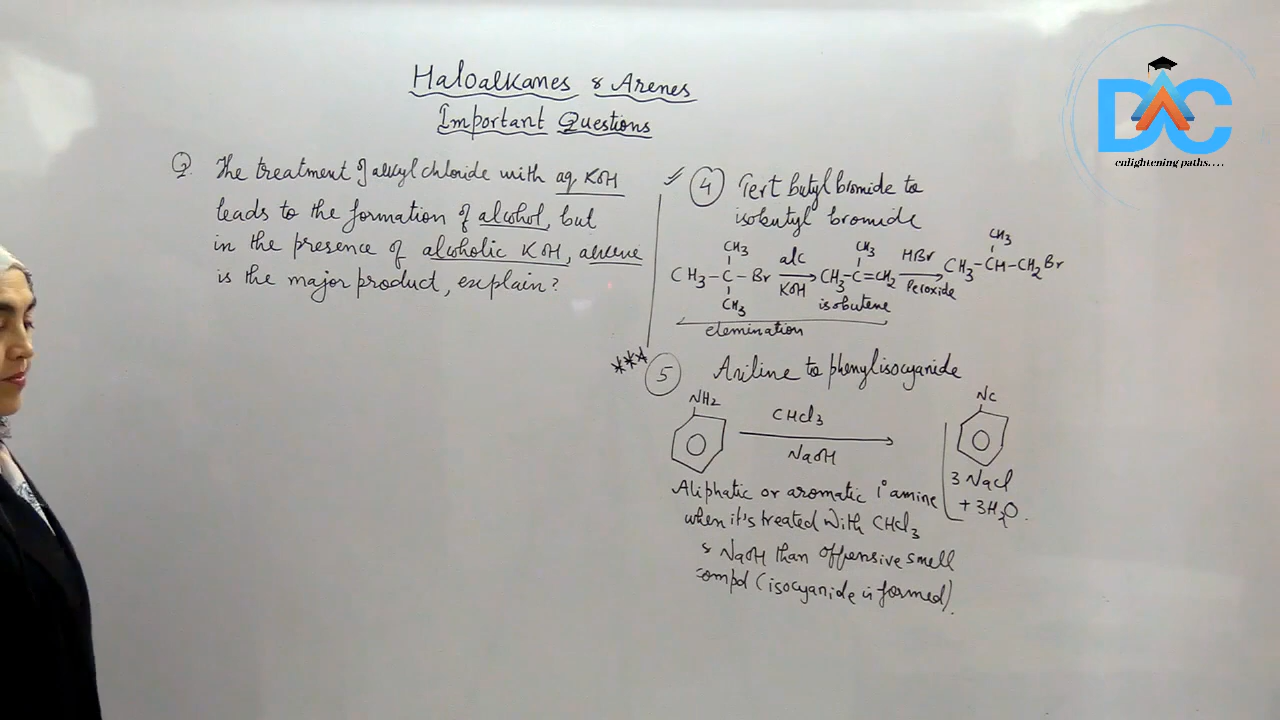 Haloalkanes & Arenes
Important Questions
Q. The treatment of alkyl chloride with aq KOH
leads to the formation of alcohol, but
in the presence of alcoholic KOH, alkene
is the major product, explain?
4 Tert butyl bromide to
isobutyl bromide
CH3
CH3
CH3
CH3-C-Br alc KOH CH3-C=CH2 HBr Peroxide CH3-CH-CH2Br
CH3
isobutene
elemination
*** 5 Aniline to phenylisocyanide
NH2
NC
CHCl3
NaOH
3 NaCl
+ 3H2O.
Aliphatic or aromatic 1° amine
when it's treated with CHCl3
& NaOH than offensive smell
compd (isocyanide is formed).
DAC
enlightening paths....